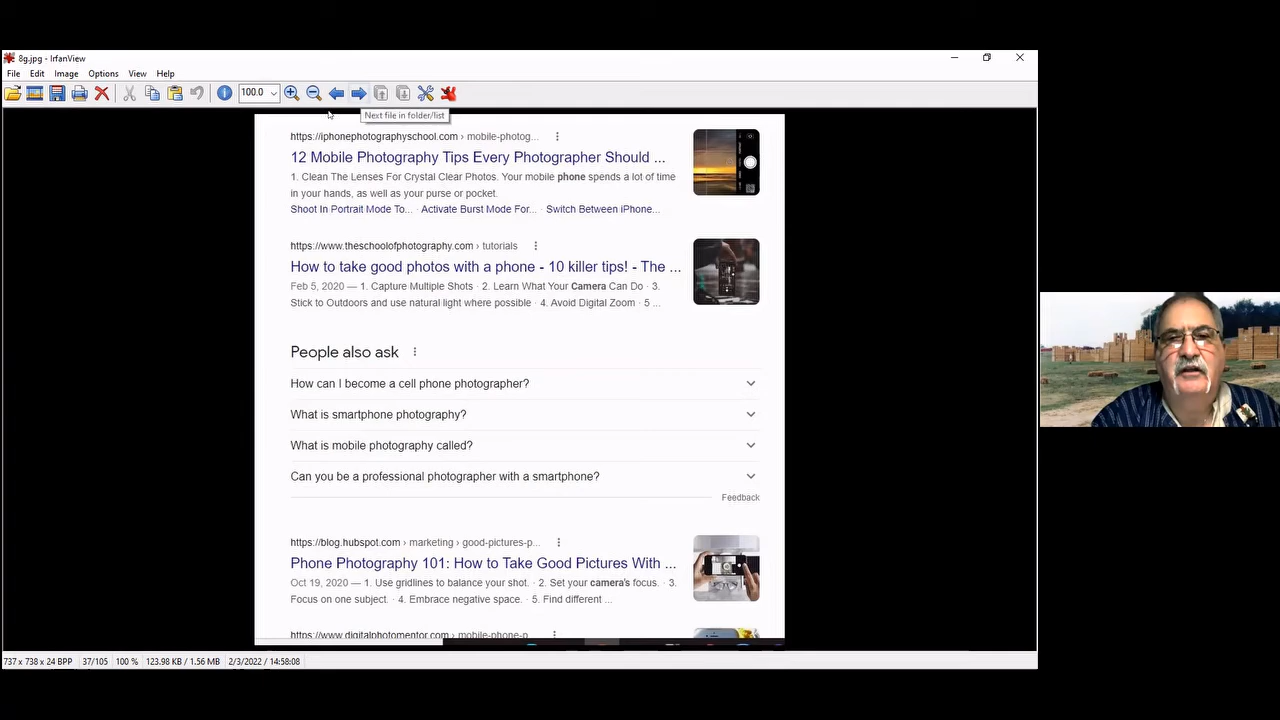 8g.jpg - IrfanView
File Edit Image Options View Help
100.0
Next file in folder/list
https://iphonephotographyschool.com › mobile-photog...
12 Mobile Photography Tips Every Photographer Should ...
1. Clean The Lenses For Crystal Clear Photos. Your mobile phone spends a lot of time
in your hands, as well as your purse or pocket.
Shoot In Portrait Mode To... · Activate Burst Mode For... · Switch Between iPhone...
https://www.theschoolofphotography.com › tutorials
How to take good photos with a phone - 10 killer tips! - The ...
Feb 5, 2020 — 1. Capture Multiple Shots · 2. Learn What Your Camera Can Do · 3.
Stick to Outdoors and use natural light where possible · 4. Avoid Digital Zoom · 5 ...
People also ask
How can I become a cell phone photographer?
What is smartphone photography?
What is mobile photography called?
Can you be a professional photographer with a smartphone?
Feedback
https://blog.hubspot.com › marketing › good-pictures-p...
Phone Photography 101: How to Take Good Pictures With ...
Oct 19, 2020 — 1. Use gridlines to balance your shot. · 2. Set your camera's focus. · 3.
Focus on one subject. · 4. Embrace negative space. · 5. Find different ...
https://www.digitalphotomentor.com › mobile-phone-p...
737 x 738 x 24 BPP 37/105 100 % 123.98 KB / 1.56 MB 2/3/2022 / 14:58:08